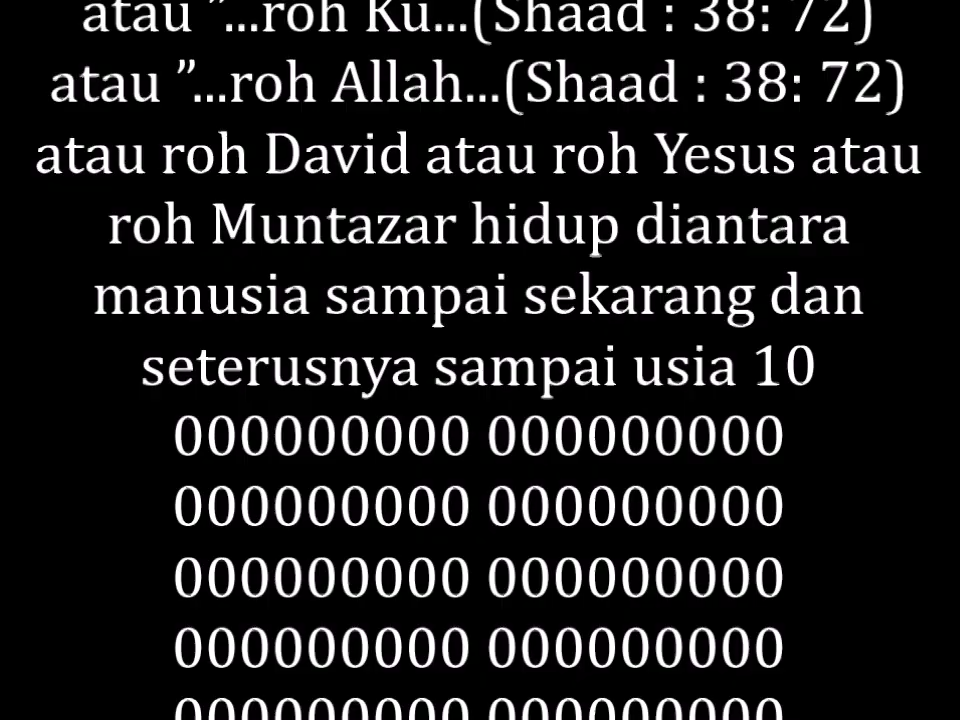 atau ”...roh Ku...(Shaad : 38: 72)
atau ”...roh Allah...(Shaad : 38: 72)
atau roh David atau roh Yesus atau
roh Muntazar hidup diantara
manusia sampai sekarang dan
seterusnya sampai usia 10
000000000 000000000
000000000 000000000
000000000 000000000
000000000 000000000
000000000 000000000